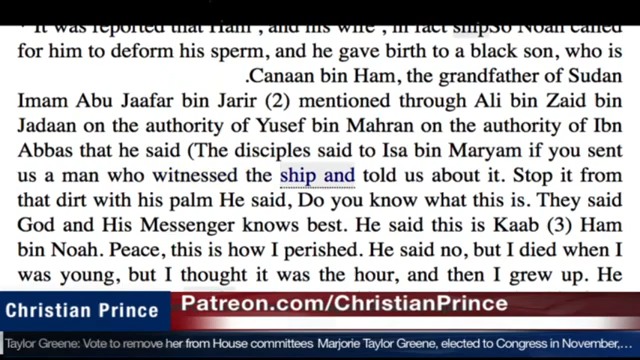 It was reported that Ham , and his wife , in fact shipSo Noah called
for him to deform his sperm, and he gave birth to a black son, who is
.Canaan bin Ham, the grandfather of Sudan
Imam Abu Jaafar bin Jarir (2) mentioned through Ali bin Zaid bin
Jadaan on the authority of Yusef bin Mahran on the authority of Ibn
Abbas that he said (The disciples said to Isa bin Maryam if you sent
us a man who witnessed the ship and told us about it. Stop it from
that dirt with his palm He said, Do you know what this is. They said
God and His Messenger knows best. He said this is Kaab (3) Ham
bin Noah. Peace, this is how I perished. He said no, but I died when I
was young, but I thought it was the hour, and then I grew up. He
Christian Prince
Patreon.com/ChristianPrince
Taylor Greene: Vote to remove her from House committees Marjorie Taylor Greene, elected to Congress in November,...